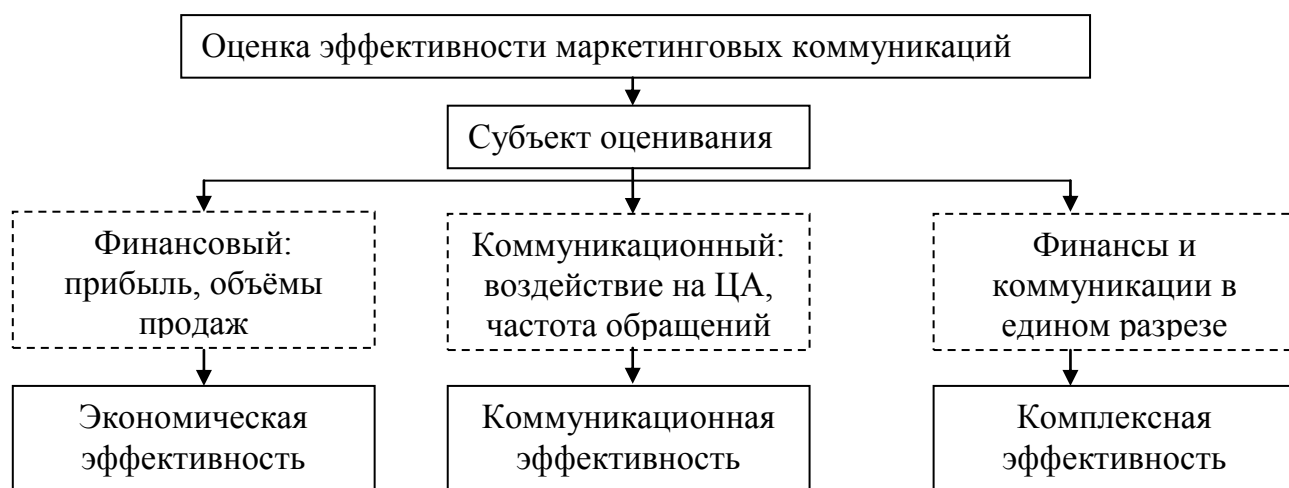 Оценка эффективности маркетинговых коммуникаций
Субъект оценивания
Финансовый:
прибыль, объёмы
продаж
Коммуникационный:
воздействие на ЦА,
частота обращений
Финансы и
коммуникации в
едином разрезе
Экономическая
эффективность
Коммуникационная
эффективность
Комплексная
эффективность